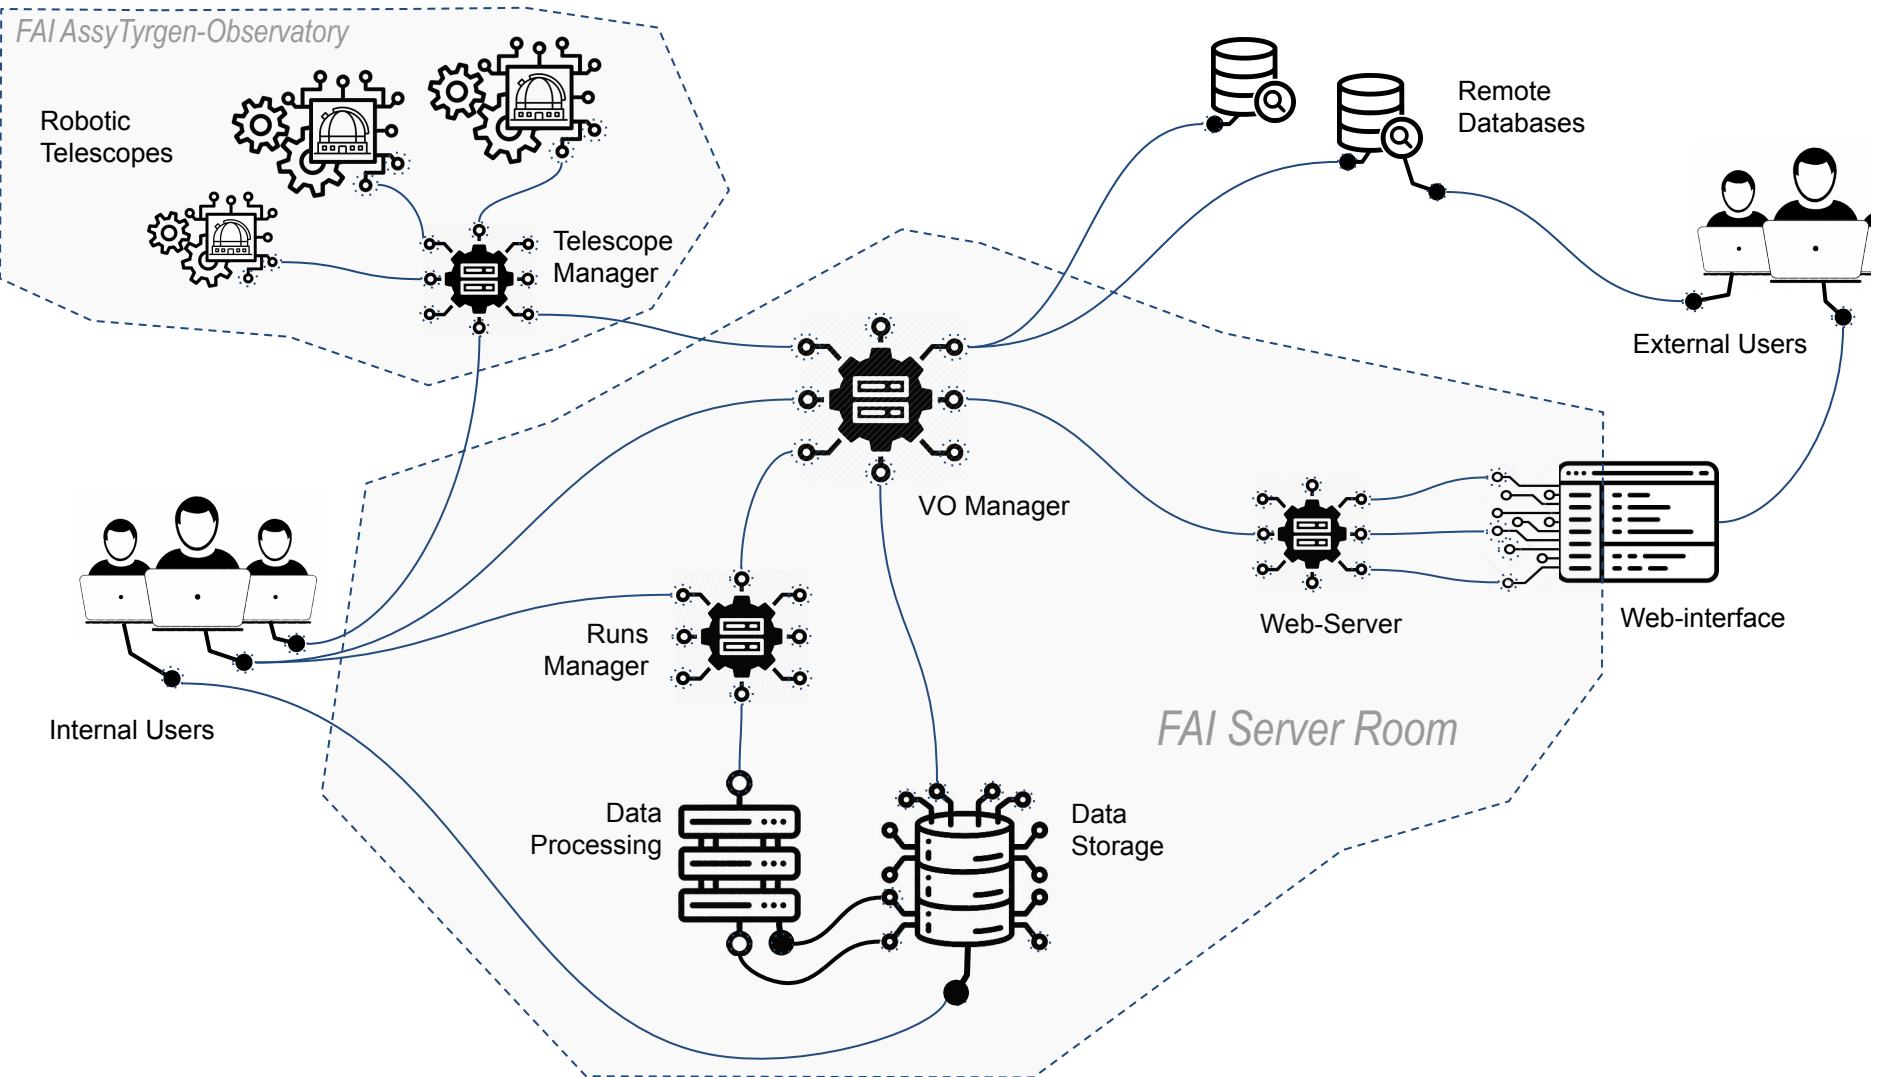 FAI AssyTyrgen-Observatory
Robotic
Telescopes
Telescope
Manager
Remote
Databases
External Users
VO Manager
Web-Server
Web-interface
Runs
Manager
Internal Users
FAI Server Room
Data
Processing
Data
Storage